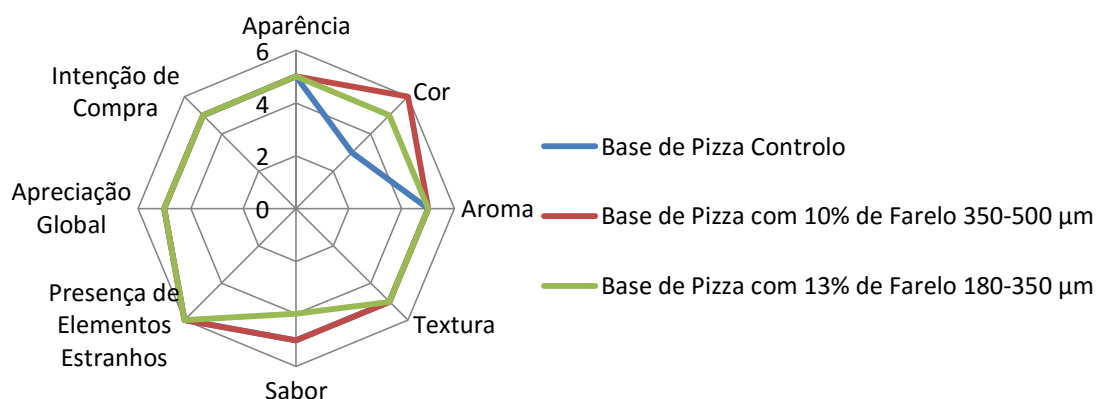 Aparência
6
Intenção de
Compra
Cor
4
2
Base de Pizza Controlo
Apreciação
Global
0
Aroma
Base de Pizza com 10% de Farelo 350-500 µm
Presença de
Elementos
Estranhos
Base de Pizza com 13% de Farelo 180-350 µm
Textura
Sabor